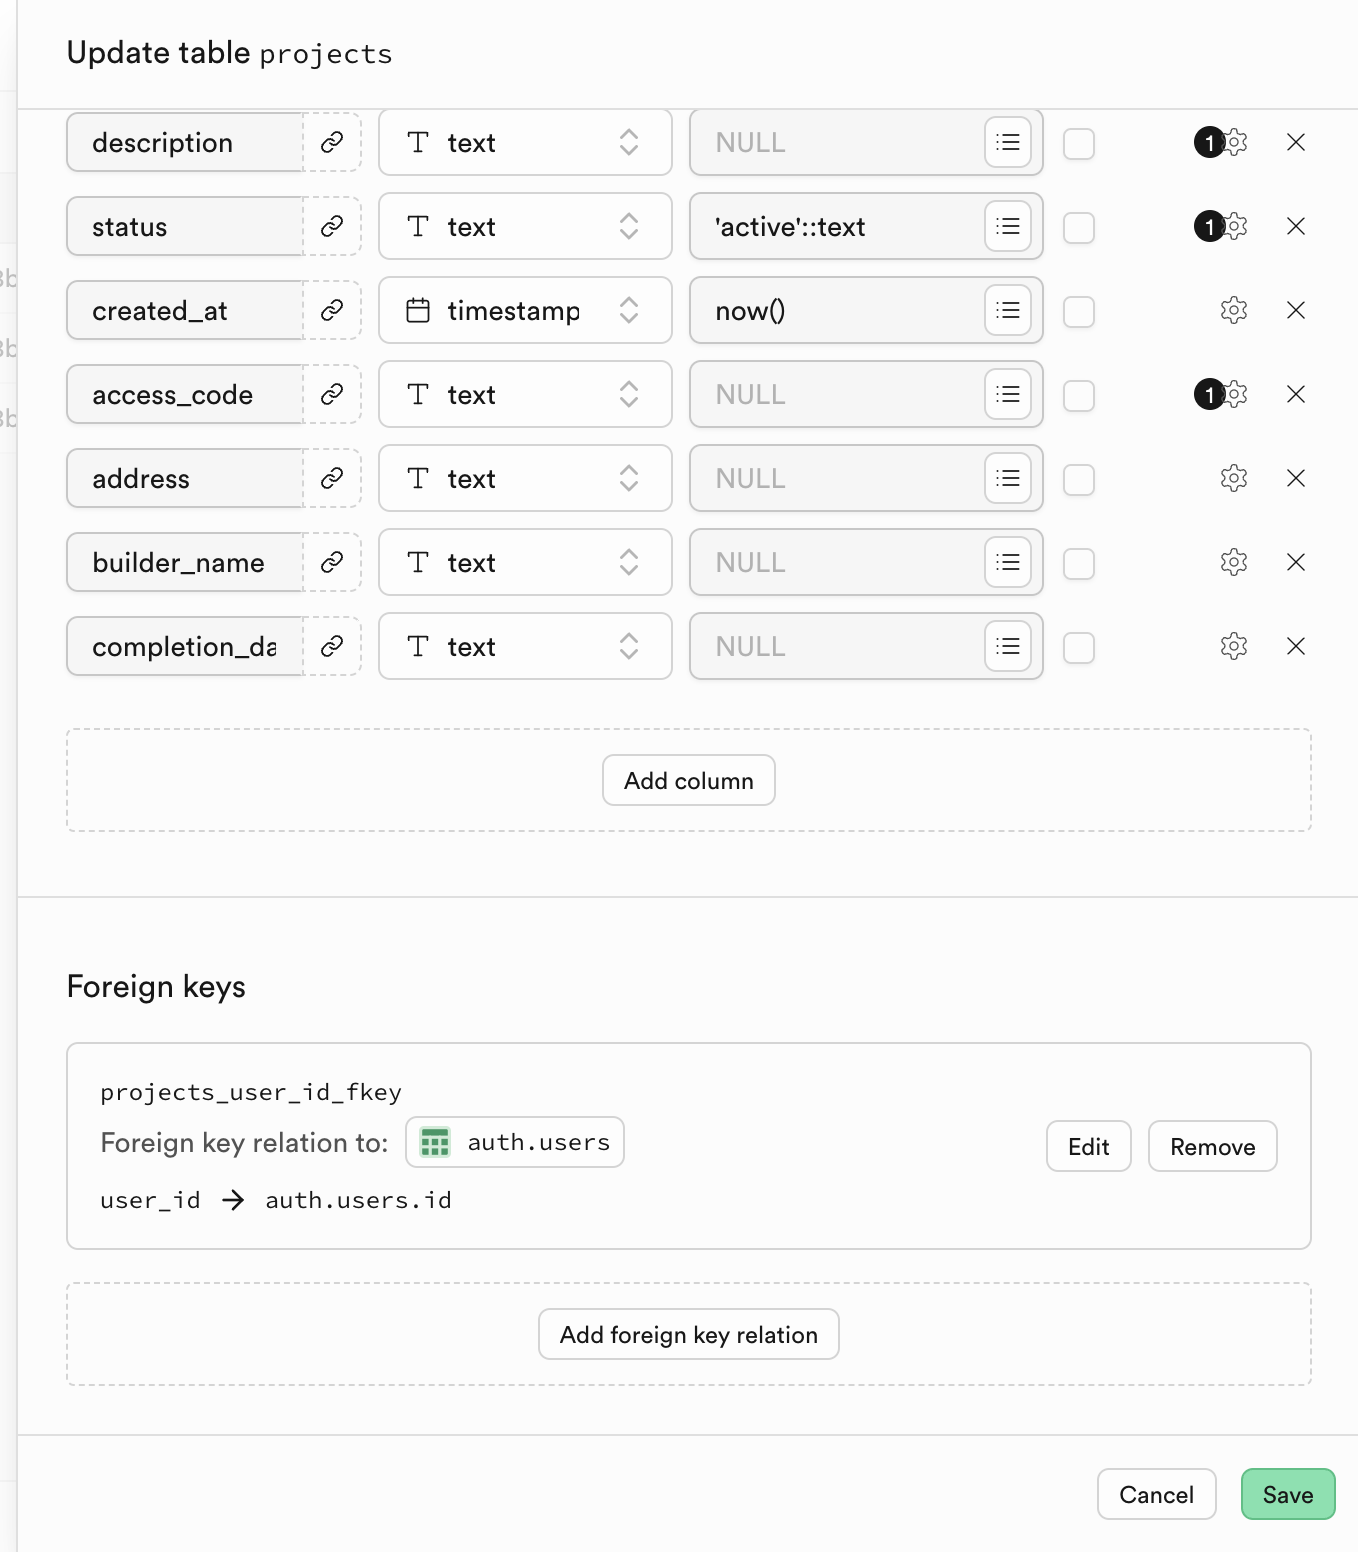 Update table projects
description
text
NULL
1
status
text
'active'::text
1
created_at
timestamp
now()
access_code
text
NULL
1
address
text
NULL
builder_name
text
NULL
completion_da
text
NULL
Add column
Foreign keys
projects_user_id_fkey
Foreign key relation to: auth.users
user_id → auth.users.id
Edit
Remove
Add foreign key relation
Cancel
Save